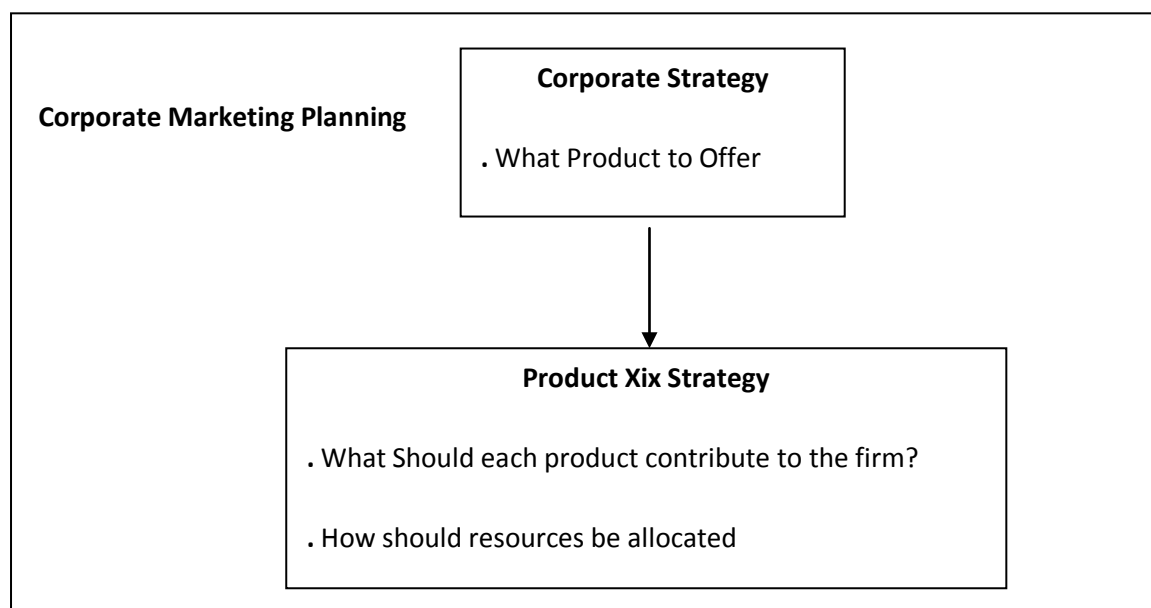 Corporate Strategy
Corporate Marketing Planning
. What Product to Offer
Product Xix Strategy
. What Should each product contribute to the firm?
. How should resources be allocated